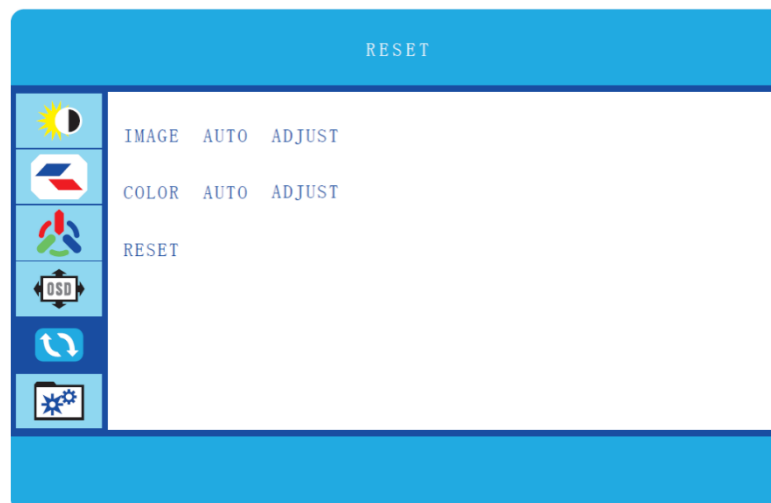 RESET
IMAGE AUTO ADJUST
COLOR AUTO ADJUST
RESET
OSD